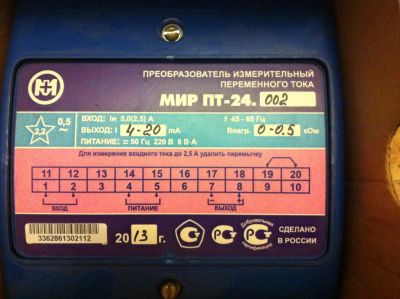 ПРЕОБРАЗОВАТЕЛЬ ИЗМЕРИТЕЛЬНЫЙ
ПЕРЕМЕННОГО ТОКА
МИР ПТ-24.002
2,2
0,5
~
ВХОД: Iн 5,0(2,5) А f 45 - 65 Гц
ВЫХОД: I 4-20 mA Rнагр. 0-0.5 кОм
ПИТАНИЕ: = 50 Гц 220 В 8 В·А
Для измерения входного тока до 2,5 А удалить перемычку
11 12 13 14 15 16 17 18 19 20
1 2 3 4 5 6 7 8 9 10
ВХОД ПИТАНИЕ - + ВЫХОД
3362861302112
2013 г.
Добровольная
сертификация
СДЕЛАНО
В РОССИИ